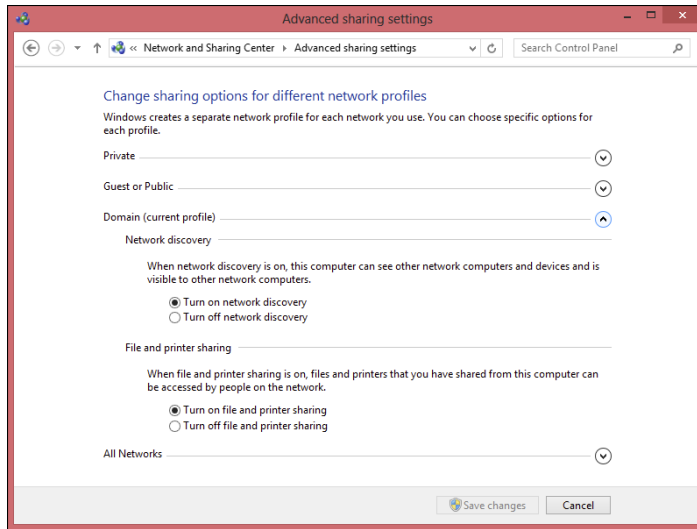 Advanced sharing settings
« Network and Sharing Center Advanced sharing settings
Search Control Panel
Change sharing options for different network profiles
Windows creates a separate network profile for each network you use. You can choose specific options for
each profile.
Private
Guest or Public
Domain (current profile)
Network discovery
When network discovery is on, this computer can see other network computers and devices and is
visible to other network computers.
Turn on network discovery
Turn off network discovery
File and printer sharing
When file and printer sharing is on, files and printers that you have shared from this computer can
be accessed by people on the network.
Turn on file and printer sharing
Turn off file and printer sharing
All Networks
Save changes
Cancel